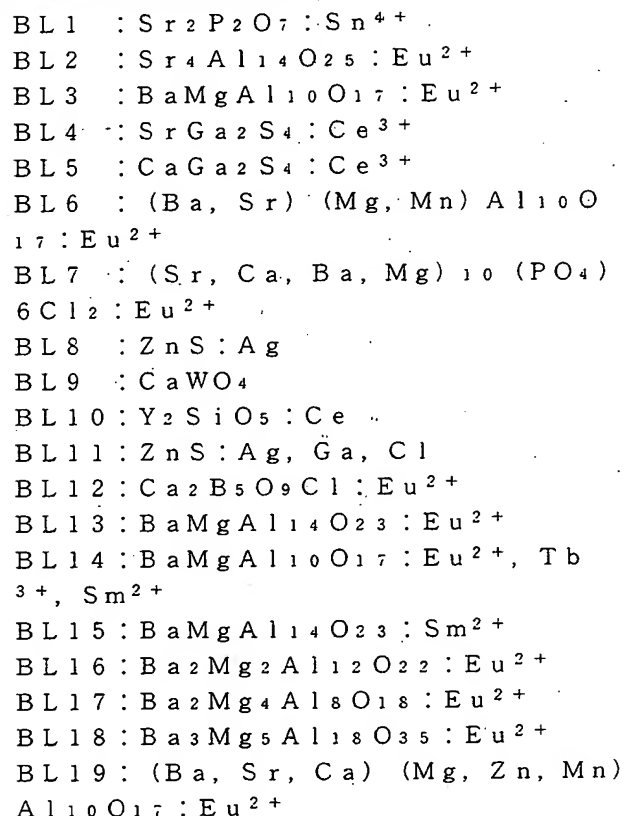 BL1 : Sr₂P₂O₇ : Sn⁴⁺
BL2 : Sr₄Al₁₄O₂₅ : Eu²⁺
BL3 : BaMgAl₁₀O₁₇ : Eu²⁺
BL4 : SrGa₂S₄ : Ce³⁺
BL5 : CaGa₂S₄ : Ce³⁺
BL6 : (Ba, Sr) (Mg, Mn) Al₁₀O
₁₇ : Eu²⁺
BL7 : (Sr, Ca, Ba, Mg)₁₀ (PO₄)
6Cl₂ : Eu²⁺
BL8 : ZnS : Ag
BL9 : CaWO₄
BL10 : Y₂SiO₅ : Ce
BL11 : ZnS : Ag, Ga, Cl
BL12 : Ca₂B₅O₉Cl : Eu²⁺
BL13 : BaMgAl₁₄O₂₃ : Eu²⁺
BL14 : BaMgAl₁₀O₁₇ : Eu²⁺, Tb
³⁺, Sm²⁺
BL15 : BaMgAl₁₄O₂₃ : Sm²⁺
BL16 : Ba₂Mg₂Al₁₂O₂₂ : Eu²⁺
BL17 : Ba₂Mg₄Al₈O₁₈ : Eu²⁺
BL18 : Ba₃Mg₅Al₁₈O₃₅ : Eu²⁺
BL19 : (Ba, Sr, Ca) (Mg, Zn, Mn)
Al₁₀O₁₇ : Eu²⁺